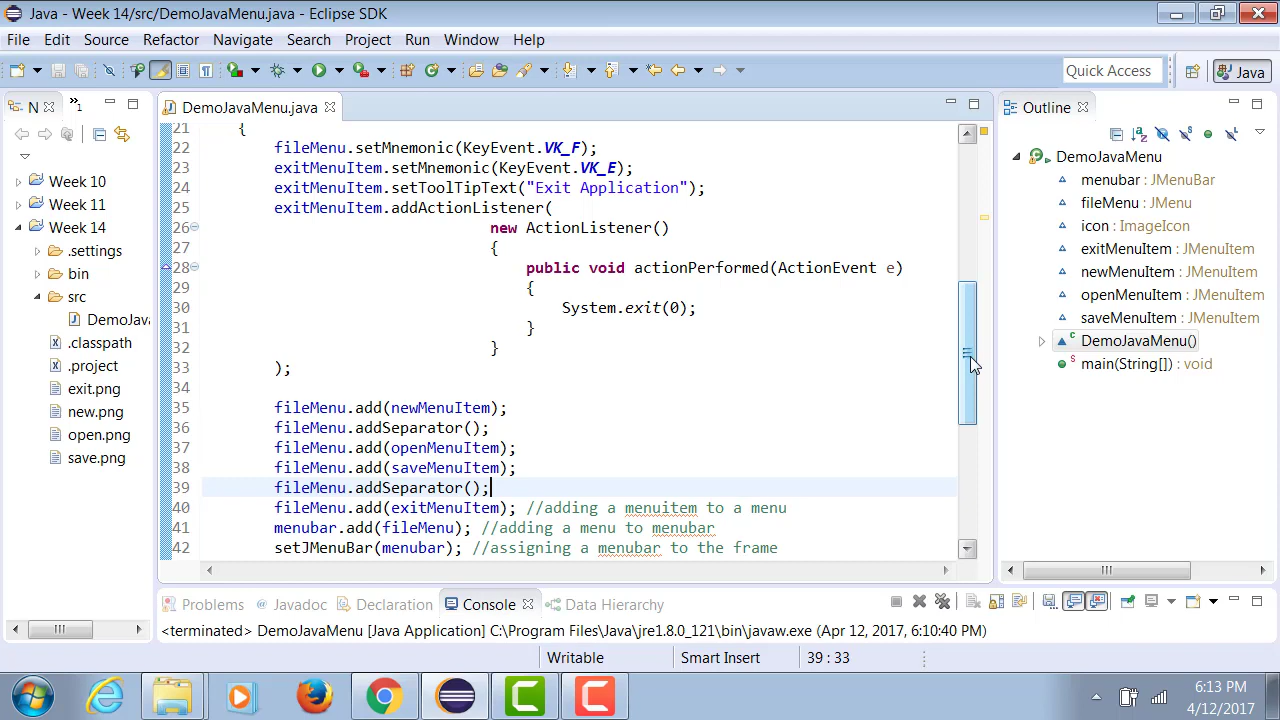 Java - Week 14/src/DemoJavaMenu.java - Eclipse SDK
File Edit Source Refactor Navigate Search Project Run Window Help
Quick Access Java
N 1
DemoJavaMenu.java
Outline
Week 10
Week 11
Week 14
.settings
bin
src
DemoJava
.classpath
.project
exit.png
new.png
open.png
save.png
21 {
22 fileMenu.setMnemonic(KeyEvent.VK_F);
23 exitMenuItem.setMnemonic(KeyEvent.VK_E);
24 exitMenuItem.setToolTipText("Exit Application");
25 exitMenuItem.addActionListener(
26 new ActionListener()
27 {
28 public void actionPerformed(ActionEvent e)
29 {
30 System.exit(0);
31 }
32 }
33 );
34
35 fileMenu.add(newMenuItem);
36 fileMenu.addSeparator();
37 fileMenu.add(openMenuItem);
38 fileMenu.add(saveMenuItem);
39 fileMenu.addSeparator();
40 fileMenu.add(exitMenuItem); //adding a menuitem to a menu
41 menubar.add(fileMenu); //adding a menu to menubar
42 setJMenuBar(menubar); //assigning a menubar to the frame
DemoJavaMenu
menubar : JMenuBar
fileMenu : JMenu
icon : ImageIcon
exitMenuItem : JMenuItem
newMenuItem : JMenuItem
openMenuItem : JMenuItem
saveMenuItem : JMenuItem
DemoJavaMenu()
main(String[]) : void
Problems @ Javadoc Declaration Console Data Hierarchy
<terminated> DemoJavaMenu [Java Application] C:\Program Files\Java\jre1.8.0_121\bin\javaw.exe (Apr 12, 2017, 6:10:40 PM)
Writable Smart Insert 39 : 33
6:13 PM
4/12/2017